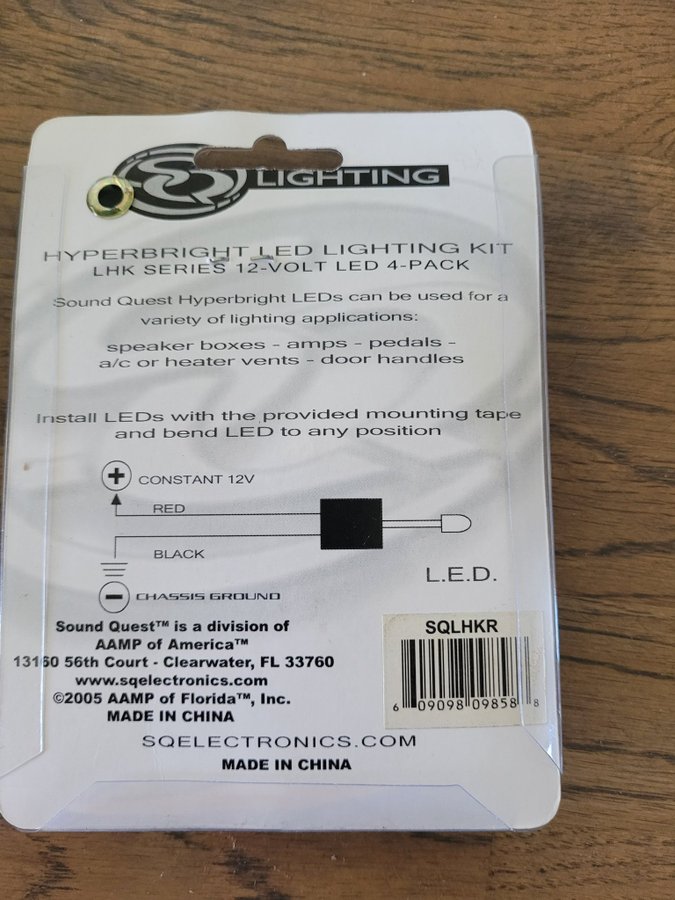 SQ LIGHTING
HYPERBRIGHT LED LIGHTING KIT
LHK SERIES 12-VOLT LED 4-PACK
Sound Quest Hyperbright LEDs can be used for a
variety of lighting applications:
speaker boxes - amps - pedals -
a/c or heater vents - door handles
Install LEDs with the provided mounting tape
and bend LED to any position
+ CONSTANT 12V
RED
BLACK
L.E.D.
- CHASSIS GROUND
Sound Quest™ is a division of
AAMP of America™
13160 56th Court - Clearwater, FL 33760
www.sqelectronics.com
©2005 AAMP of Florida™, Inc.
MADE IN CHINA
SQLHKR
6 09098 09858 8
SQELECTRONICS.COM
MADE IN CHINA